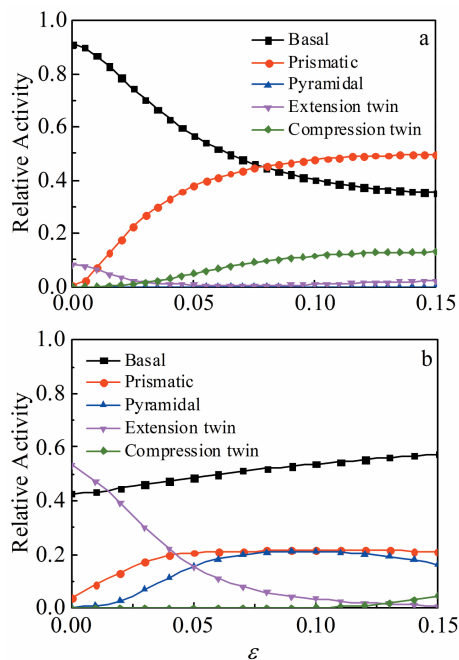 a
Basal
Prismatic
Pyramidal
Extension twin
Compression twin
Relative Activity
1.0
0.8
0.6
0.4
0.2
0.0
0.00 0.05 0.10 0.15
b
Basal
Prismatic
Pyramidal
Extension twin
Compression twin
Relative Activity
1.0
0.8
0.6
0.4
0.2
0.0
0.00 0.05 0.10 0.15
ε